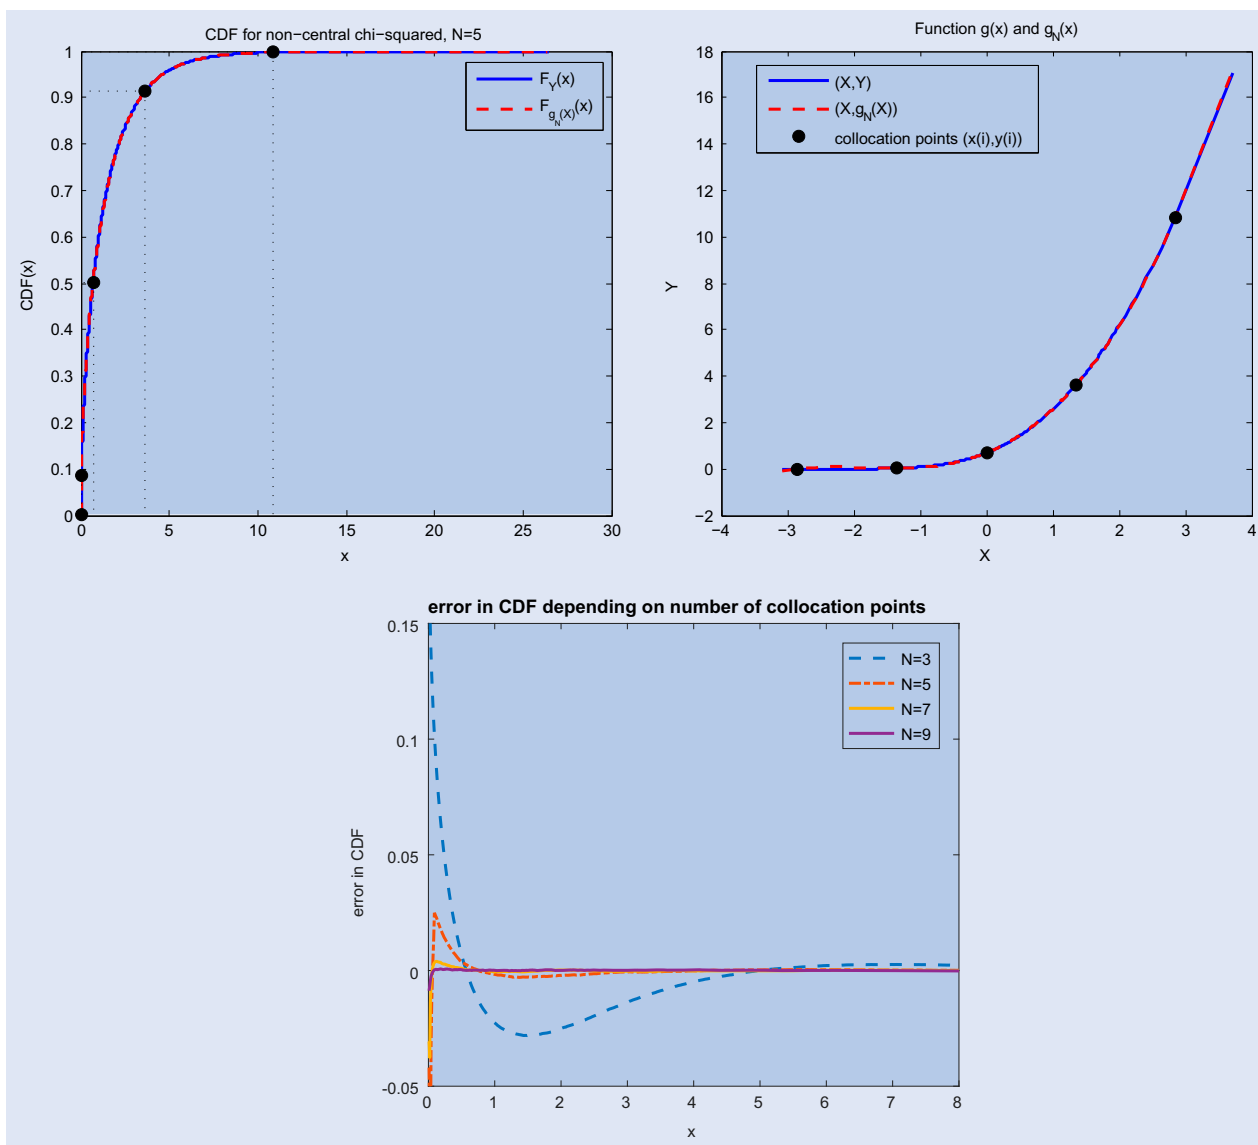 CDF for non-central chi-squared, N=5
1
0.9
0.8
0.7
0.6
0.5
0.4
0.3
0.2
0.1
0
CDF(x)
F_Y(x)
F_{g_N(X)}(x)
0 5 10 15 20 25 30
x
Function g(x) and g_N(x)
18
16
14
12
10
8
6
4
2
0
−2
Y
(X,Y)
(X,g_N(X))
collocation points (x(i),y(i))
−4 −3 −2 −1 0 1 2 3 4
X
error in CDF depending on number of collocation points
0.15
0.1
0.05
0
-0.05
error in CDF
N=3
N=5
N=7
N=9
0 1 2 3 4 5 6 7 8
x